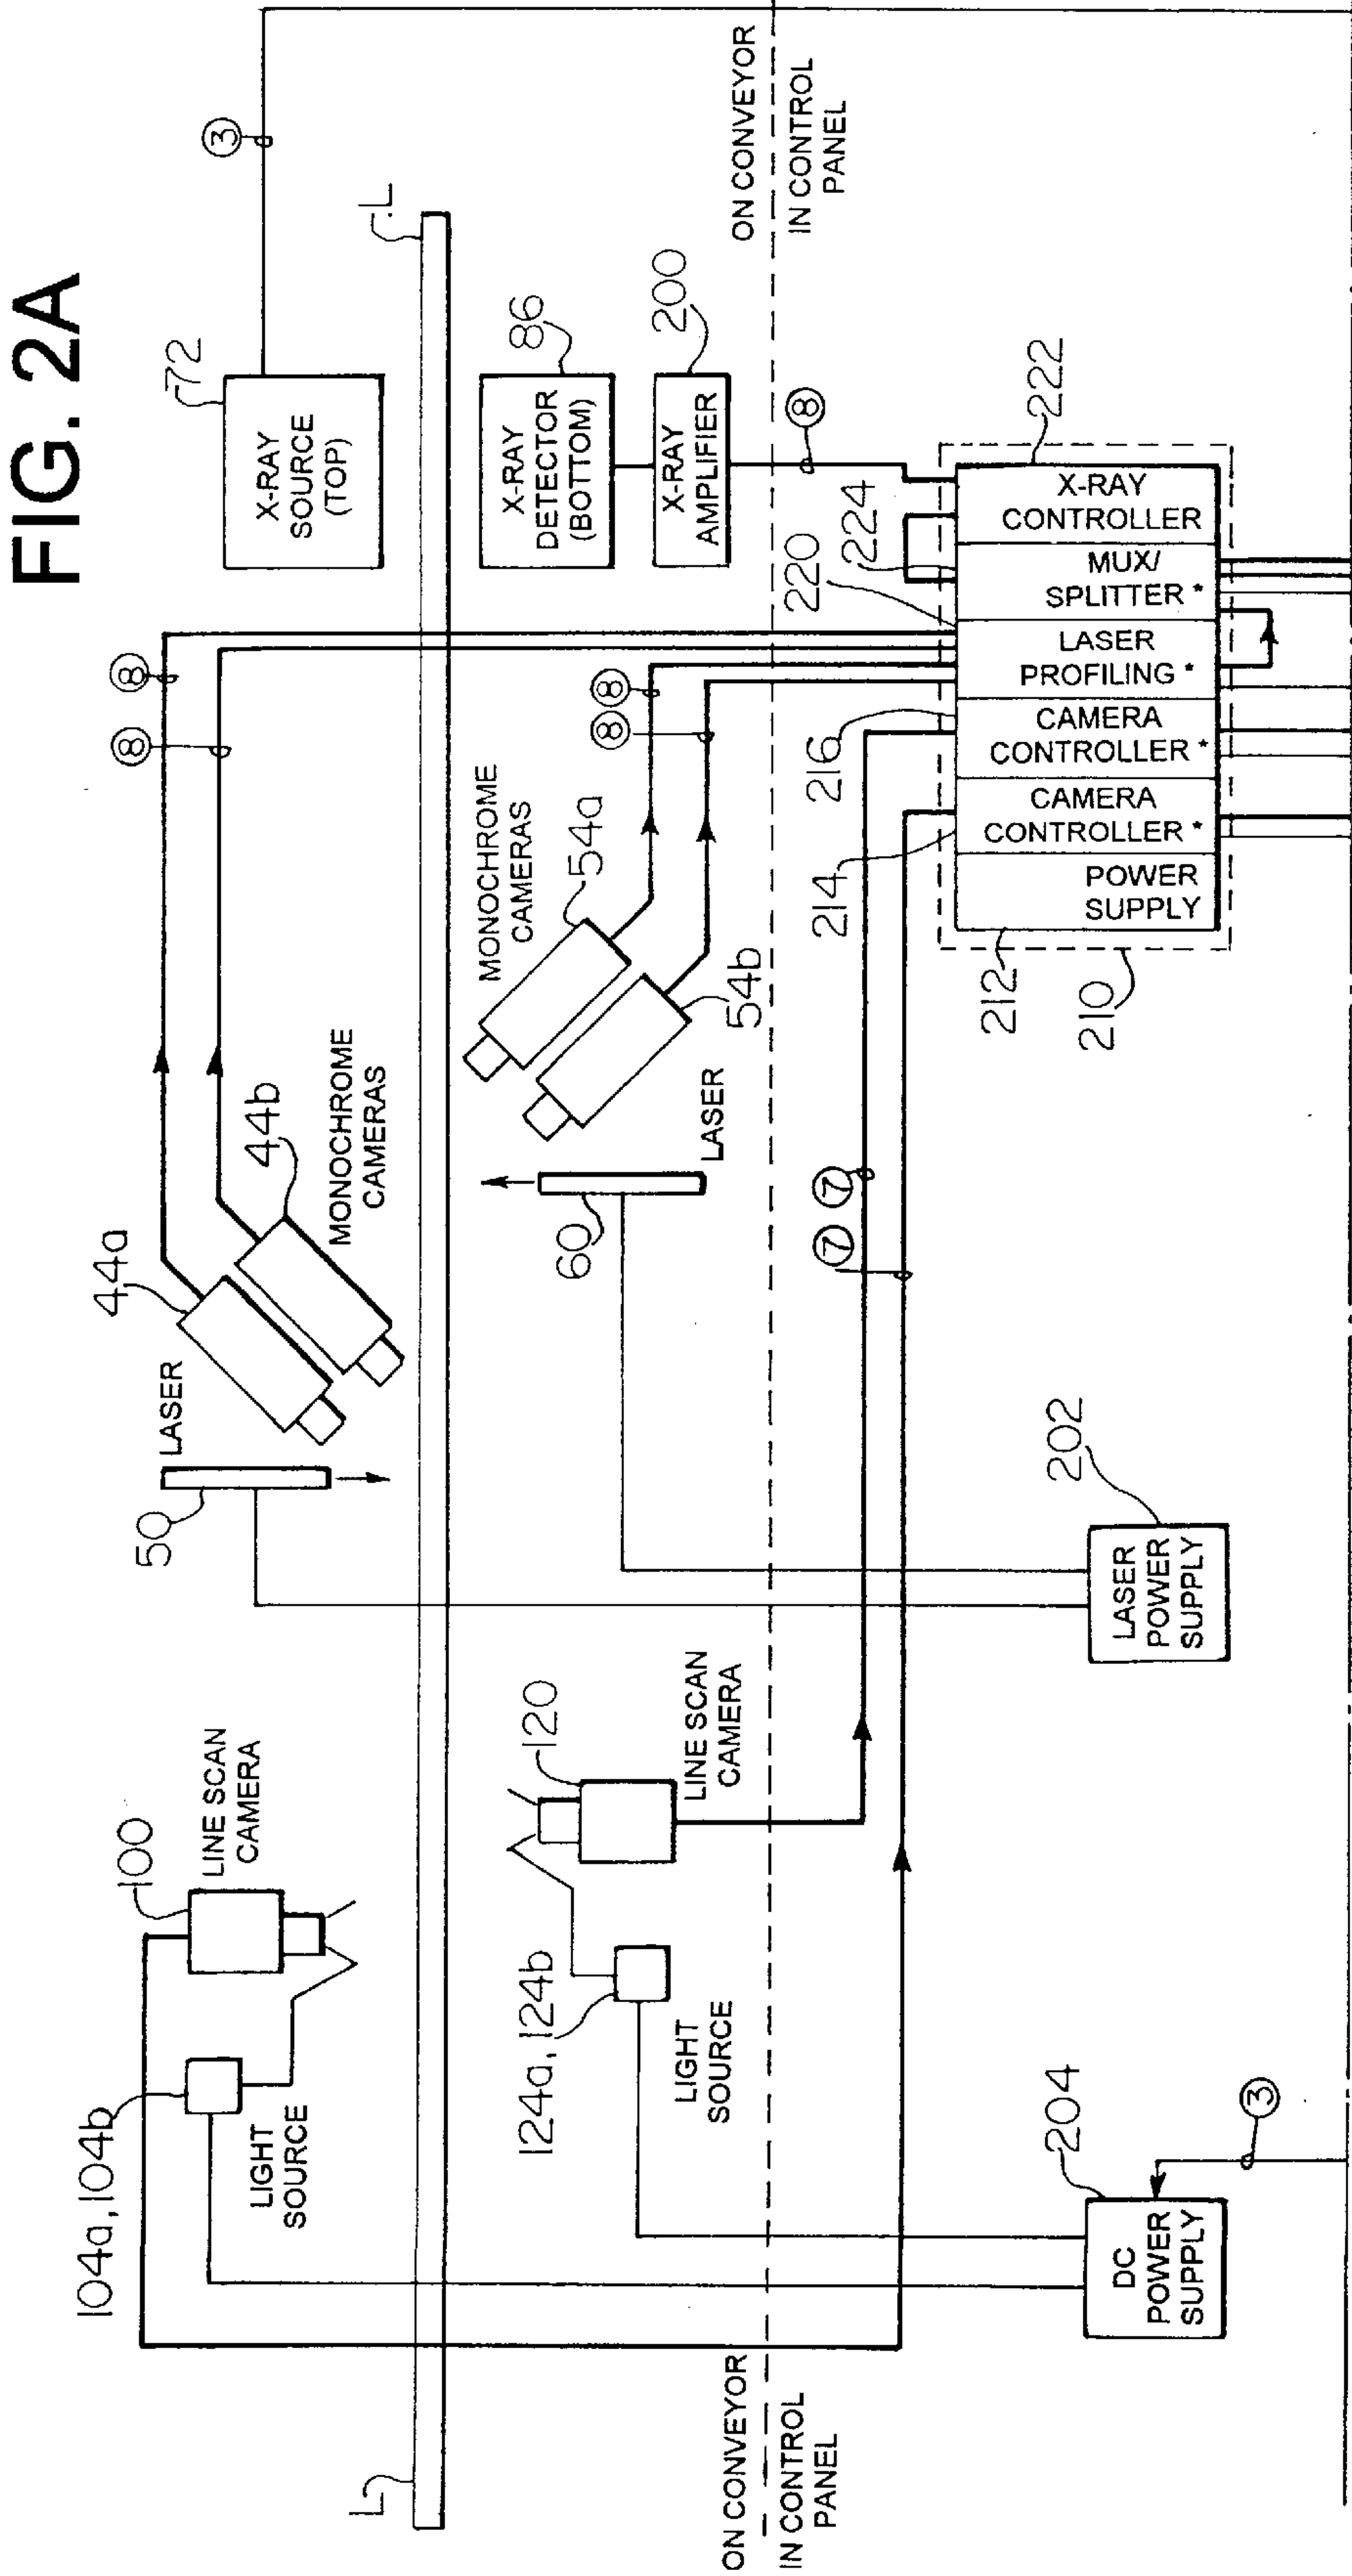 FIG. 2A
104a, 104b
LIGHT
SOURCE
100
LINE SCAN
CAMERA
50
LASER
44a
44b
MONOCHROME
CAMERAS
8
8
72
X-RAY
SOURCE
(TOP)
3
L
L
124a, 124b
LIGHT
SOURCE
120
LINE SCAN
CAMERA
60
LASER
54a
54b
MONOCHROME
CAMERAS
8
8
86
X-RAY
DETECTOR
(BOTTOM)
200
X-RAY
AMPLIFIER
ON CONVEYOR
IN CONTROL
PANEL
ON CONVEYOR
IN CONTROL
PANEL
7
7
8
204
DC
POWER
SUPPLY
3
202
LASER
POWER
SUPPLY
212
210
214
216
220
224
222
POWER
SUPPLY
CAMERA
CONTROLLER *
CAMERA
CONTROLLER *
LASER
PROFILING *
MUX/
SPLITTER *
X-RAY
CONTROLLER